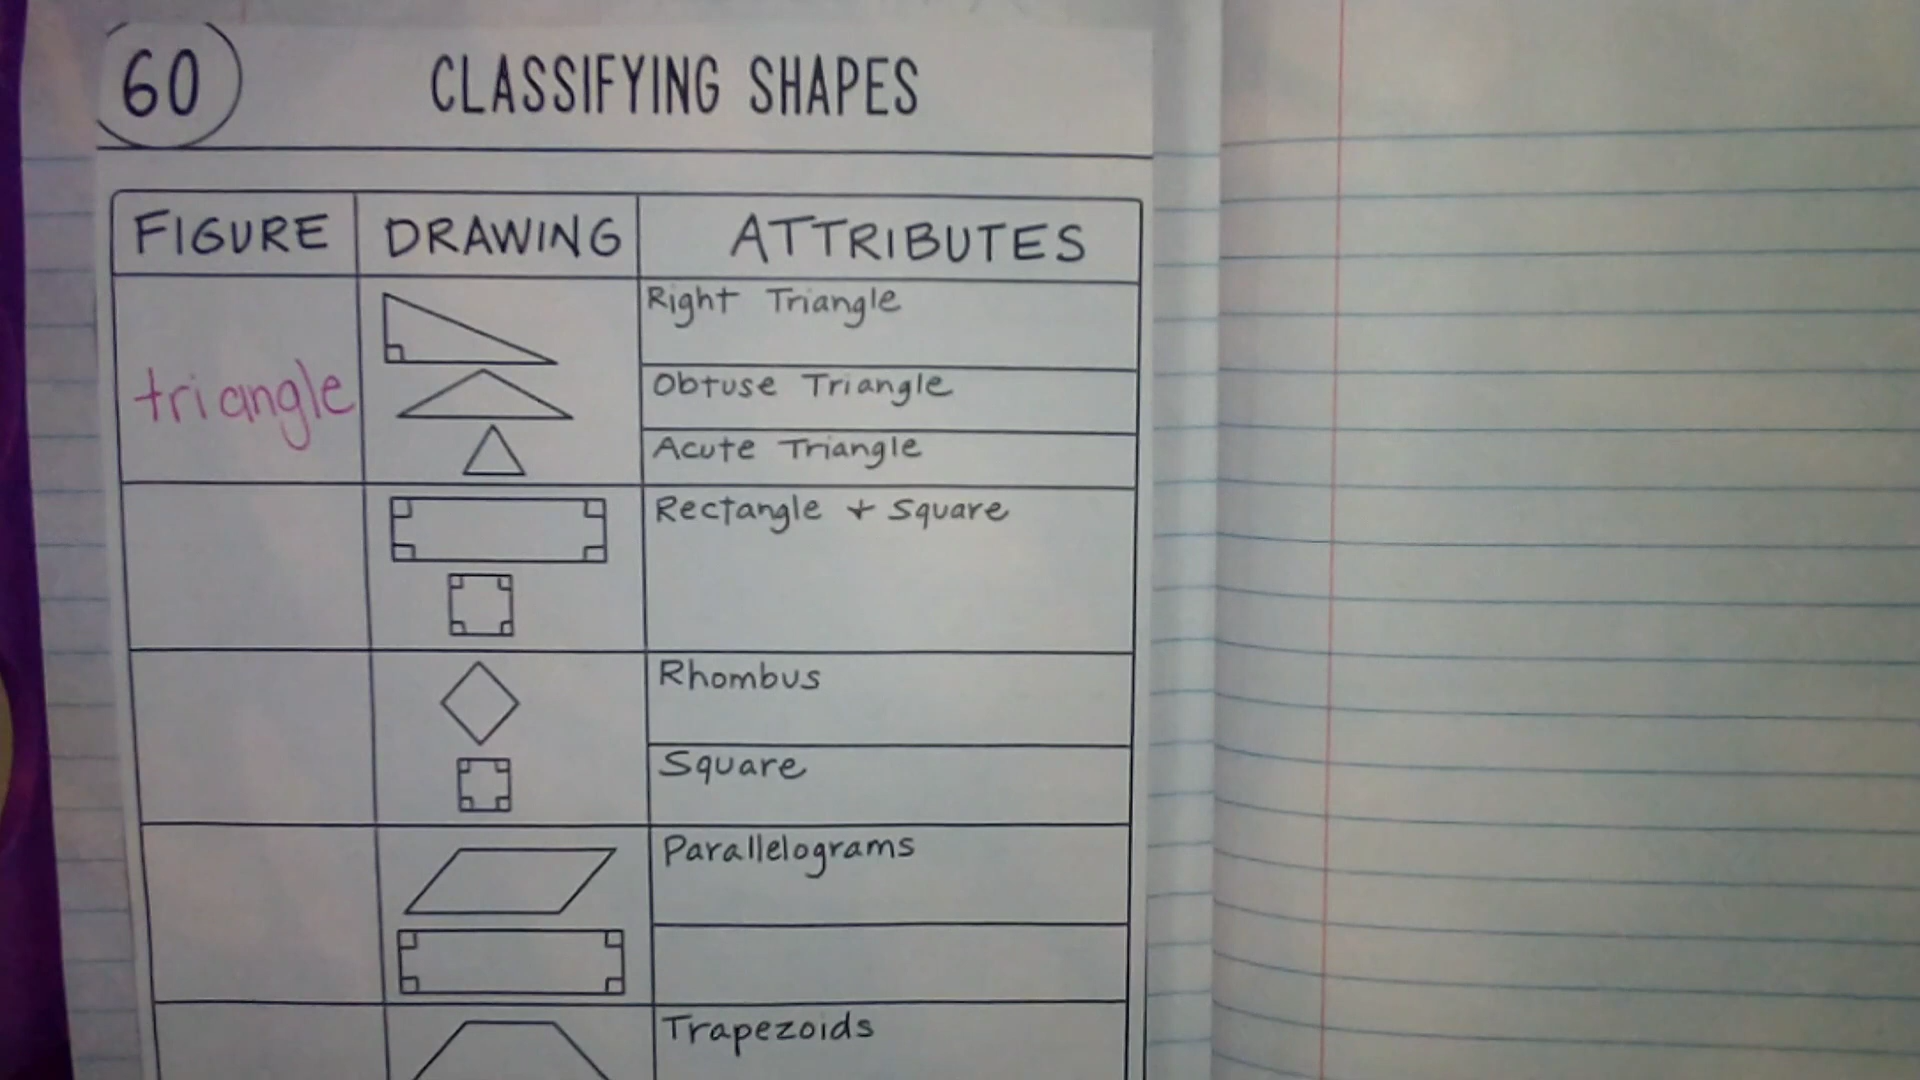 60 CLASSIFYING SHAPES
FIGURE DRAWING ATTRIBUTES
triangle
Right Triangle
Obtuse Triangle
Acute Triangle
Rectangle + Square
Rhombus
Square
Parallelograms
Trapezoids